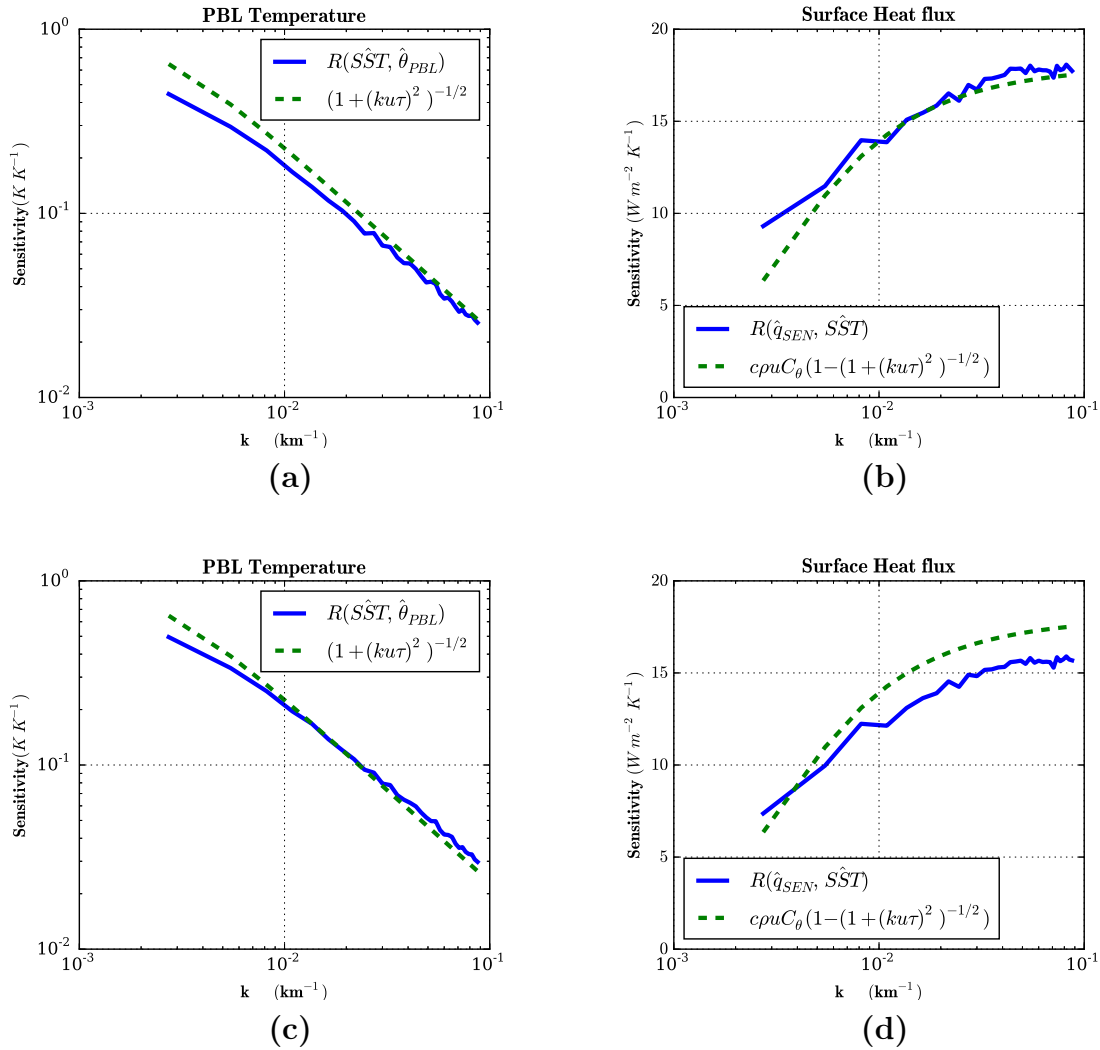 PBL Temperature
10^0
10^-1
10^-2
Sensitivity(K K^-1)
R(SŜT, θ̂_PBL)
(1+(kuτ)^2 )^-1/2
10^-3 10^-2 10^-1
k (km^-1)
(a)
Surface Heat flux
20
15
10
5
0
Sensitivity (W m^-2 K^-1)
R(q̂_SEN, SŜT)
cρuC_θ(1−(1+(kuτ)^2 )^-1/2)
10^-3 10^-2 10^-1
k (km^-1)
(b)
PBL Temperature
10^0
10^-1
10^-2
Sensitivity(K K^-1)
R(SŜT, θ̂_PBL)
(1+(kuτ)^2 )^-1/2
10^-3 10^-2 10^-1
k (km^-1)
(c)
Surface Heat flux
20
15
10
5
0
Sensitivity (W m^-2 K^-1)
R(q̂_SEN, SŜT)
cρuC_θ(1−(1+(kuτ)^2 )^-1/2)
10^-3 10^-2 10^-1
k (km^-1)
(d)